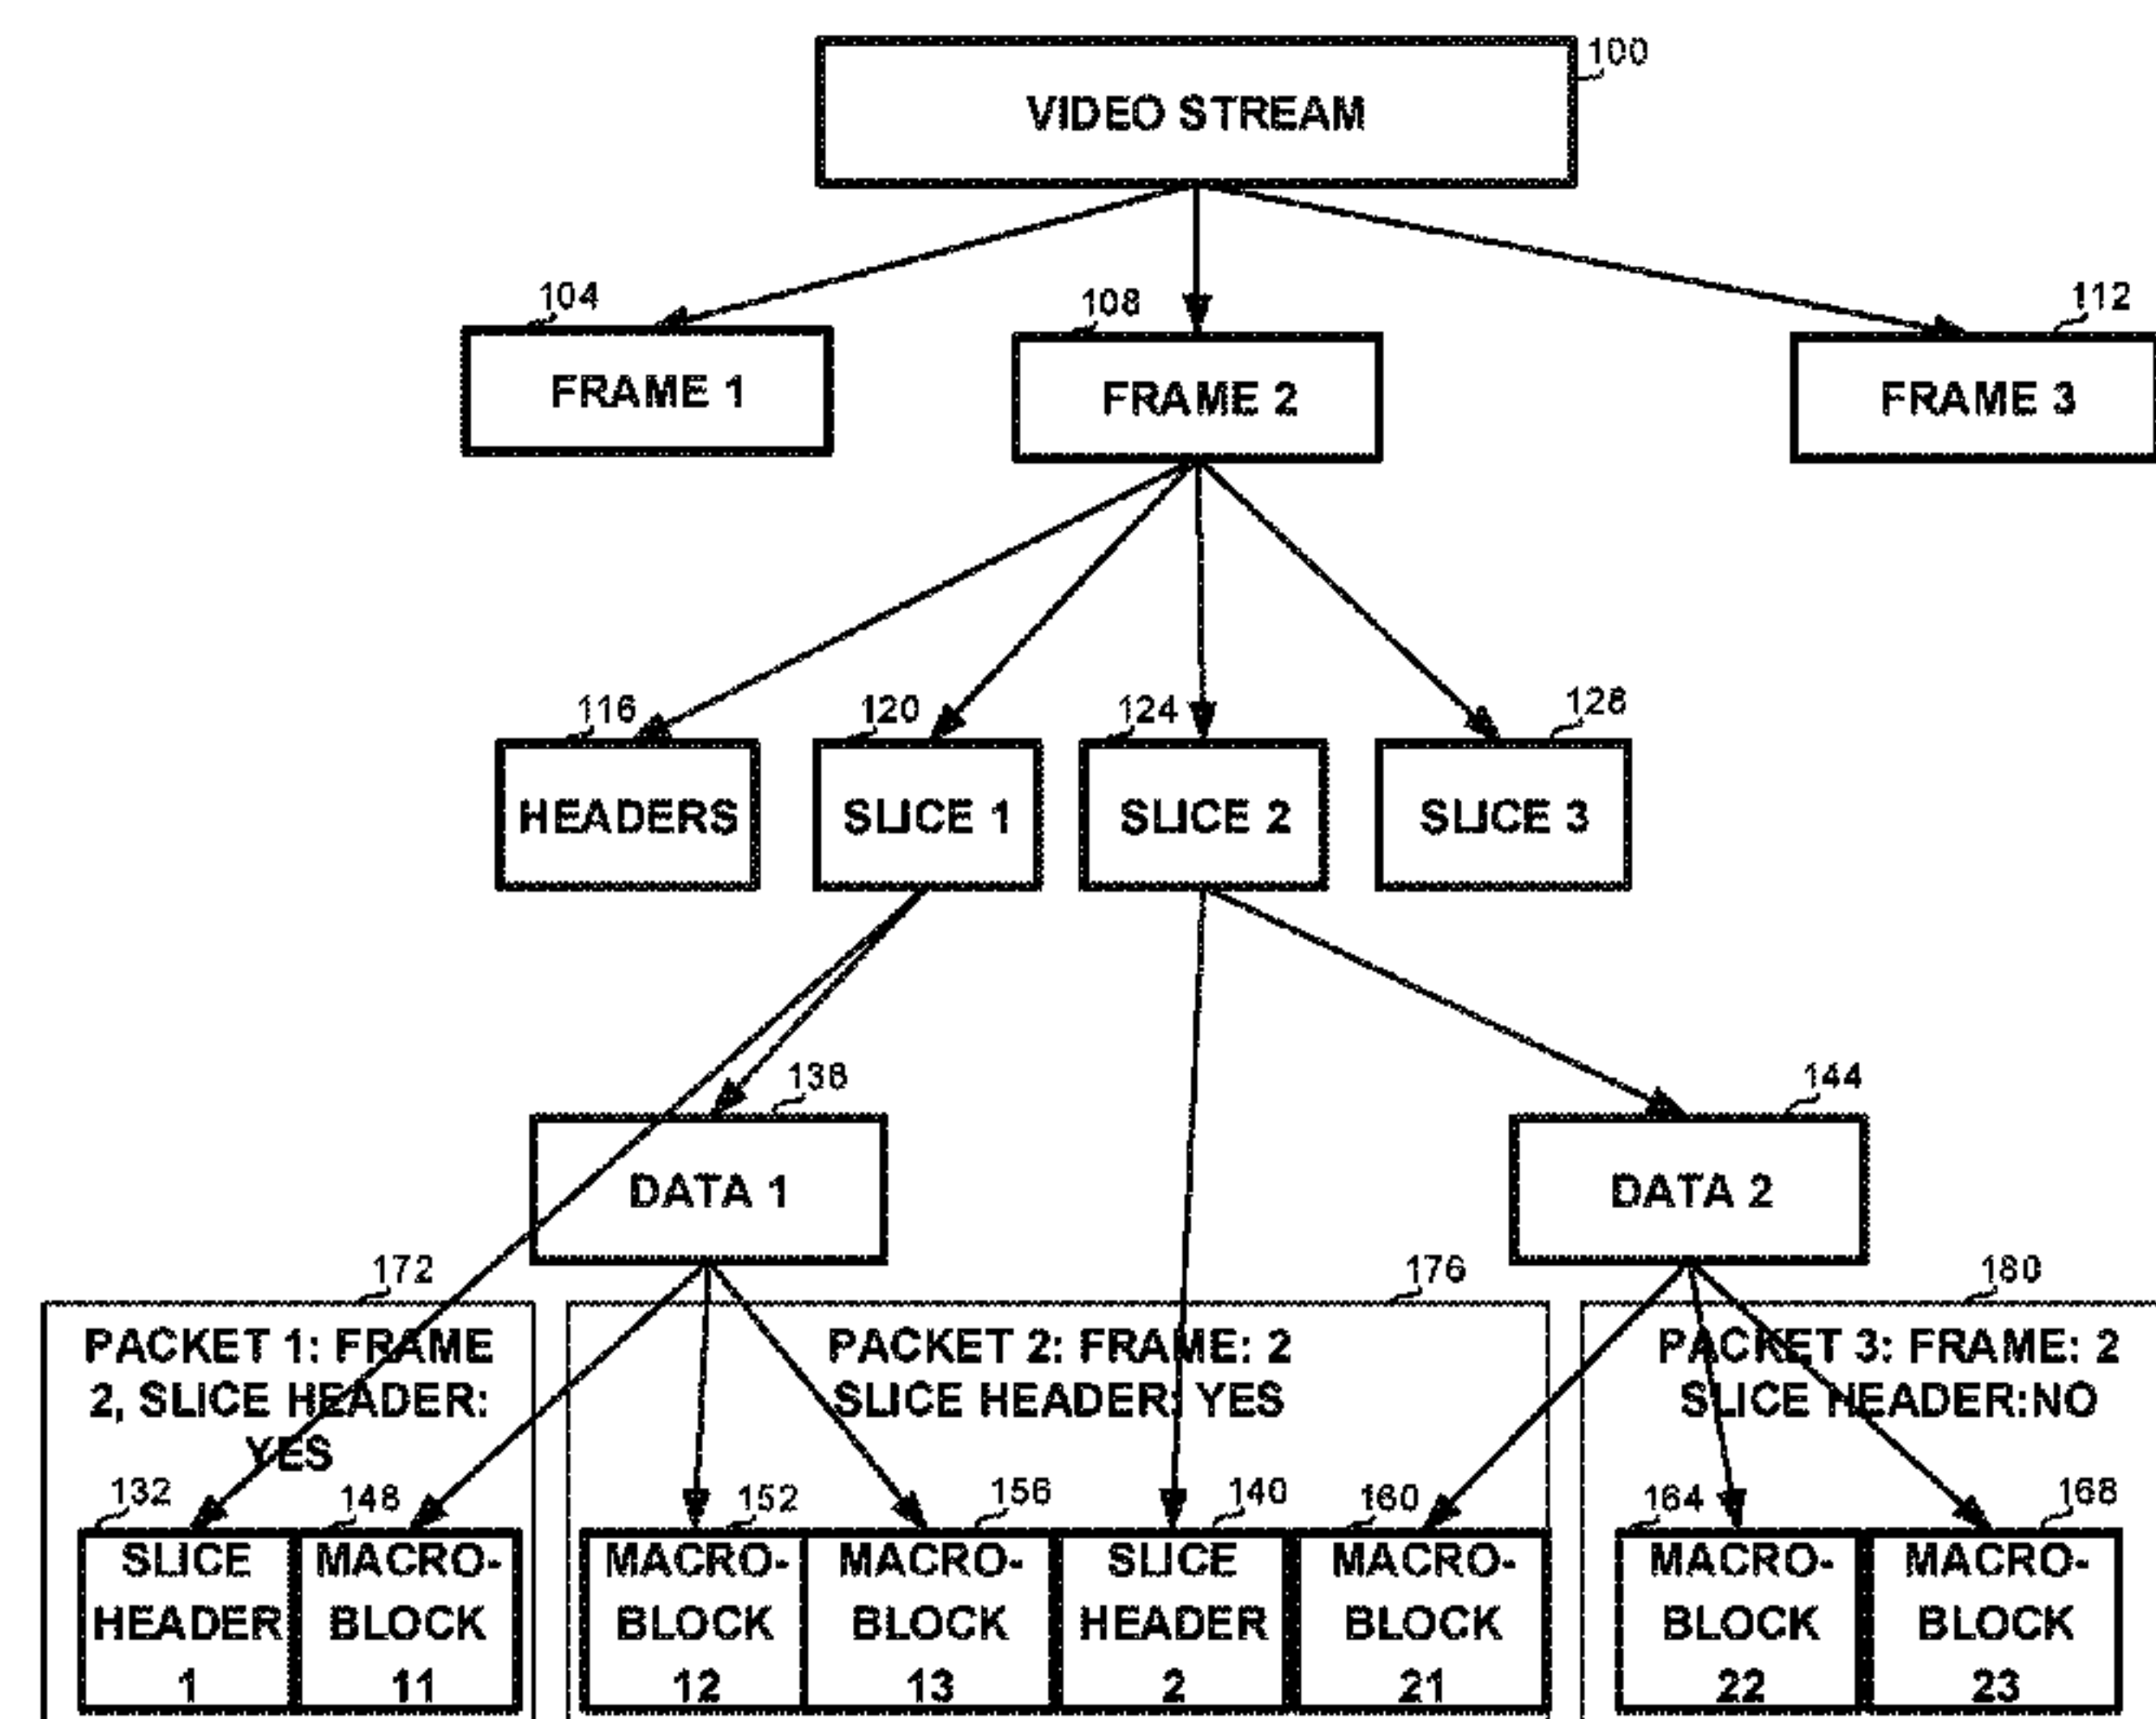 100
VIDEO STREAM
104
108
112
FRAME 1
FRAME 2
FRAME 3
116
120
124
128
HEADERS
SLICE 1
SLICE 2
SLICE 3
138
144
DATA 1
DATA 2
172
176
180
PACKET 1: FRAME
2, SLICE HEADER:
YES
PACKET 2: FRAME: 2
SLICE HEADER: YES
PACKET 3: FRAME: 2
SLICE HEADER:NO
132
148
152
156
140
160
164
168
SLICE
HEADER
1
MACRO-
BLOCK
11
MACRO-
BLOCK
12
MACRO-
BLOCK
13
SLICE
HEADER
2
MACRO-
BLOCK
21
MACRO-
BLOCK
22
MACRO-
BLOCK
23